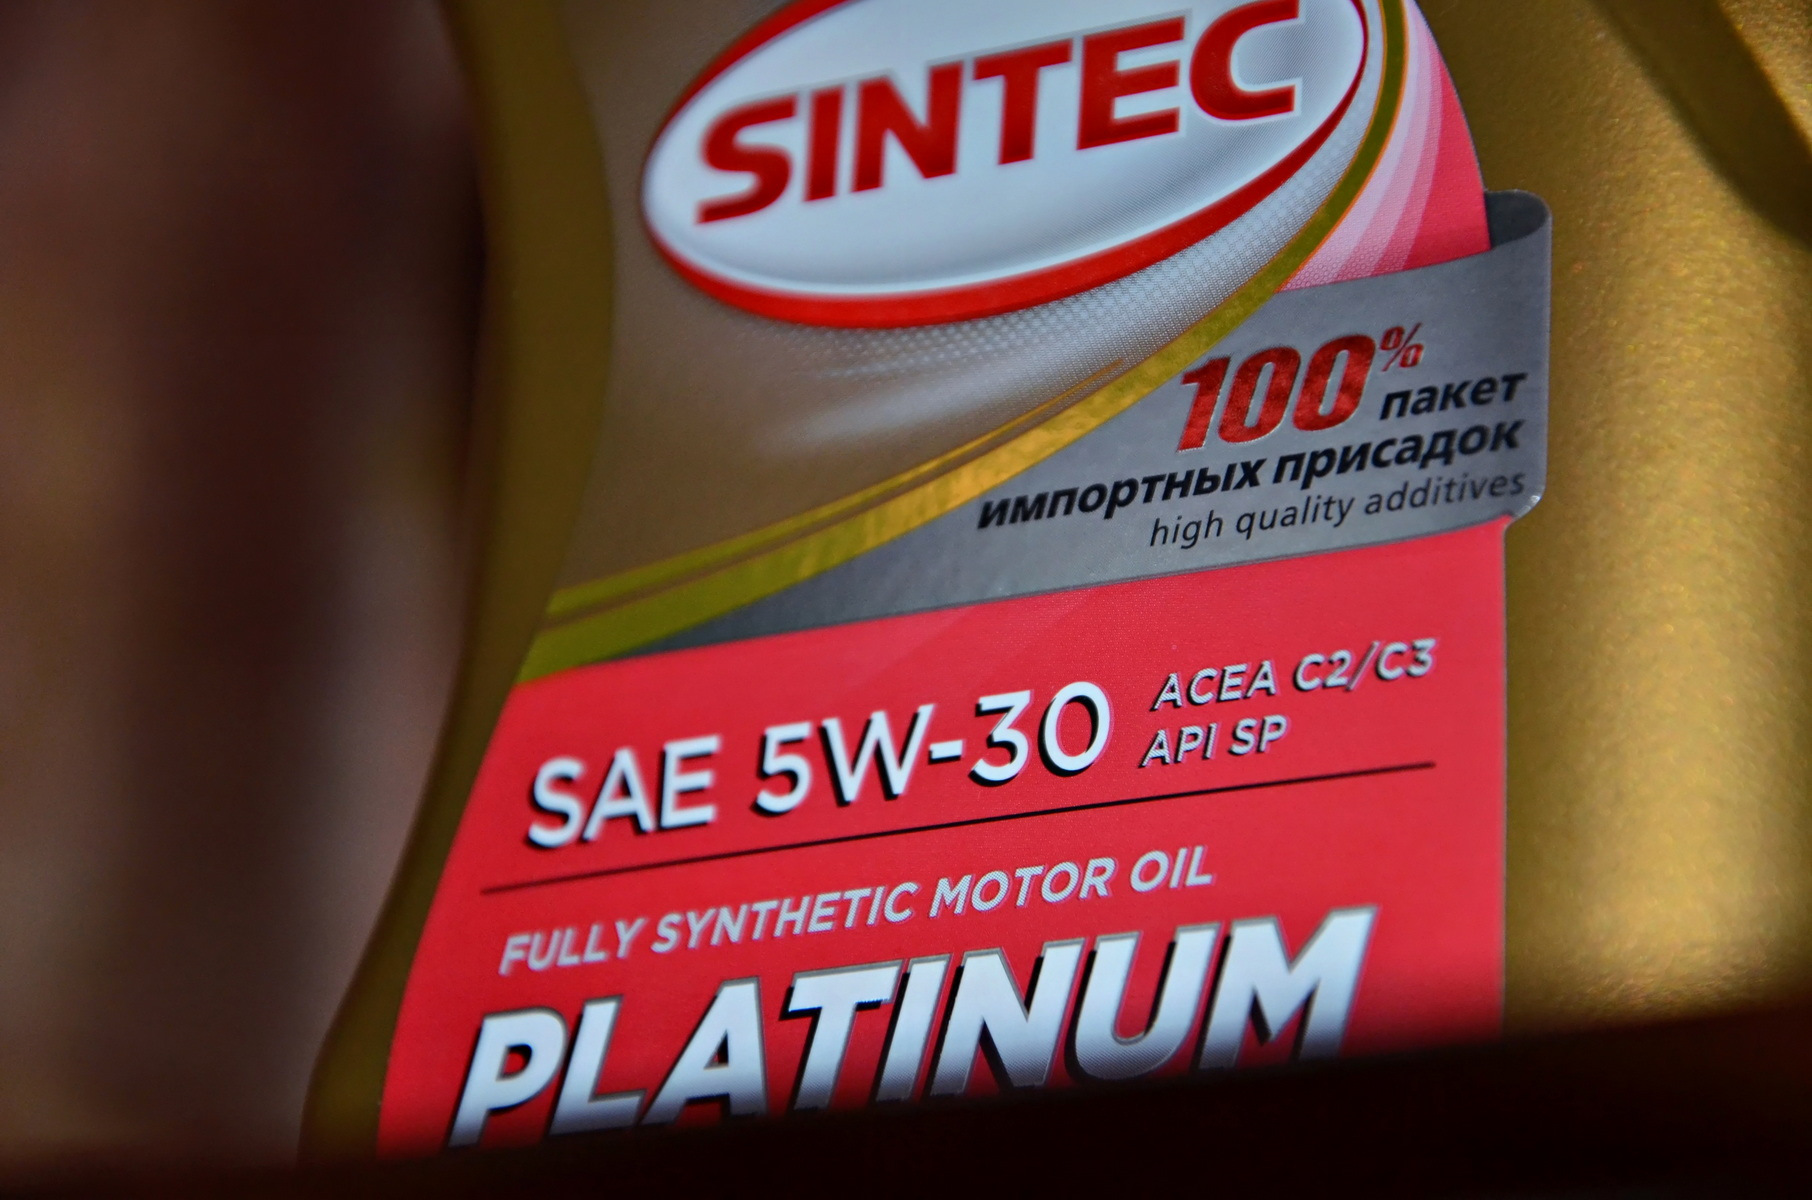 SINTEC
100% пакет
импортных присадок
high quality additives
SAE 5W-30
ACEA C2/C3
API SP
FULLY SYNTHETIC MOTOR OIL
PLATINUM